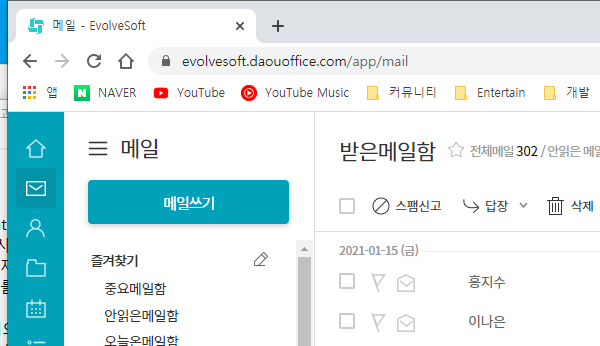 메일 - EvolveSoft
evolvesoft.daouoffice.com/app/mail
앱 NAVER YouTube YouTube Music 커뮤니티 Entertain 개발
메일
받은메일함 전체메일 302 / 안읽은 메일
메일쓰기
스팸신고 답장 삭제
즐겨찾기
2021-01-15 (금)
중요메일함
홍지수
안읽은메일함
이나은
오늘온메일함